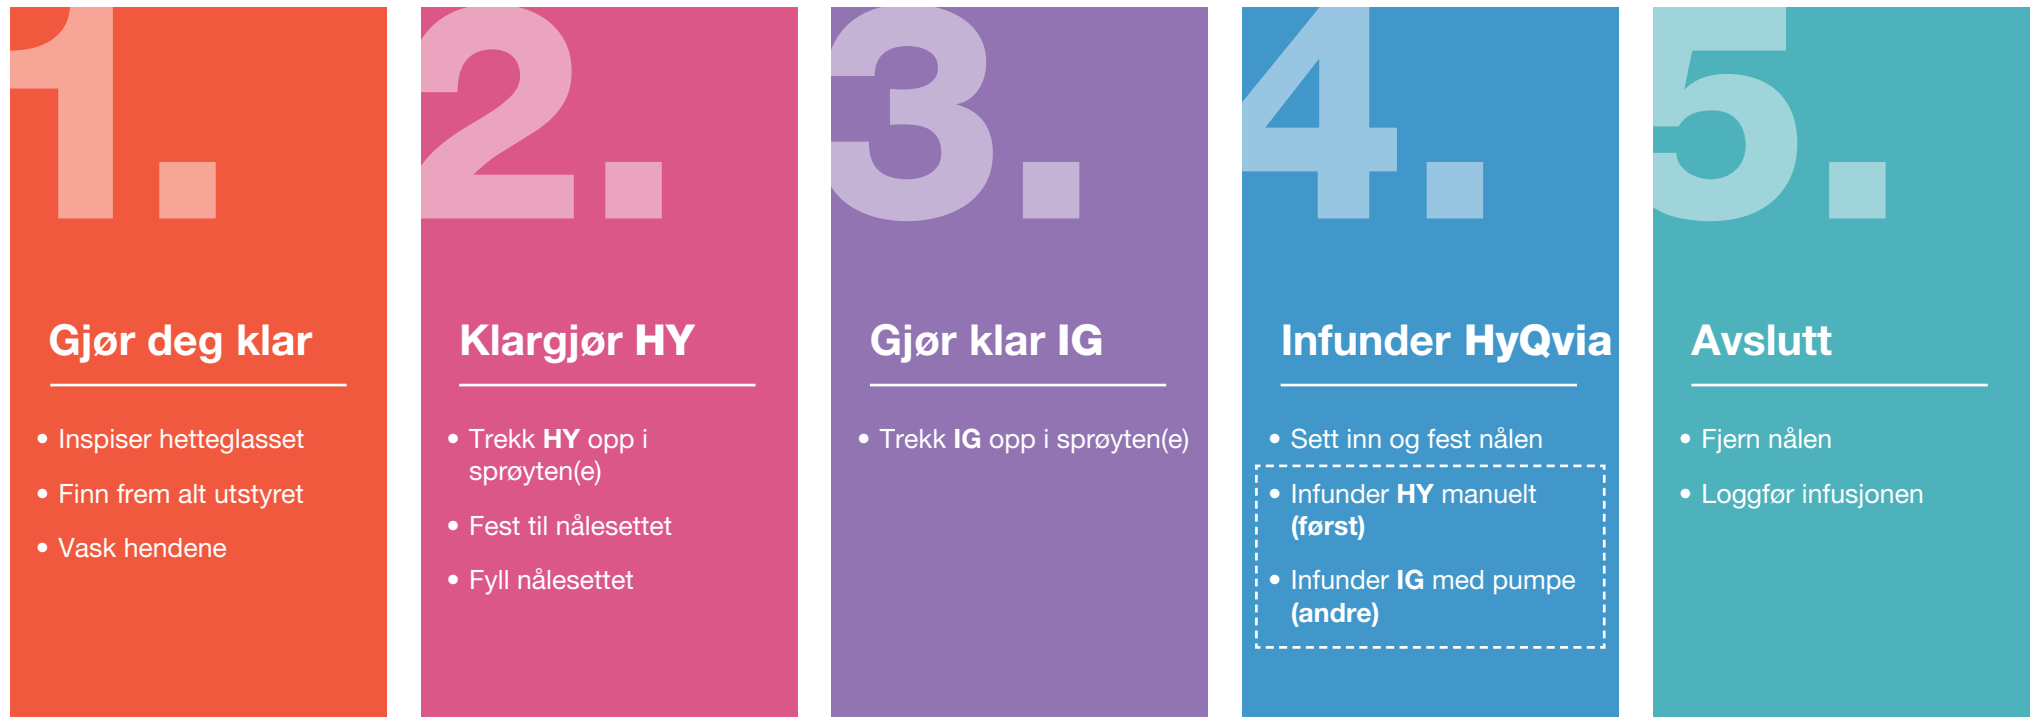 1.
Gjør deg klar
• Inspiser hetteglasset
• Finn frem alt utstyret
• Vask hendene
2.
Klargjør HY
• Trekk HY opp i
sprøyten(e)
• Fest til nålesettet
• Fyll nålesettet
3.
Gjør klar IG
• Trekk IG opp i sprøyten(e)
4.
Infunder HyQvia
• Sett inn og fest nålen
• Infunder HY manuelt
(først)
• Infunder IG med pumpe
(andre)
5.
Avslutt
• Fjern nålen
• Loggfør infusjonen